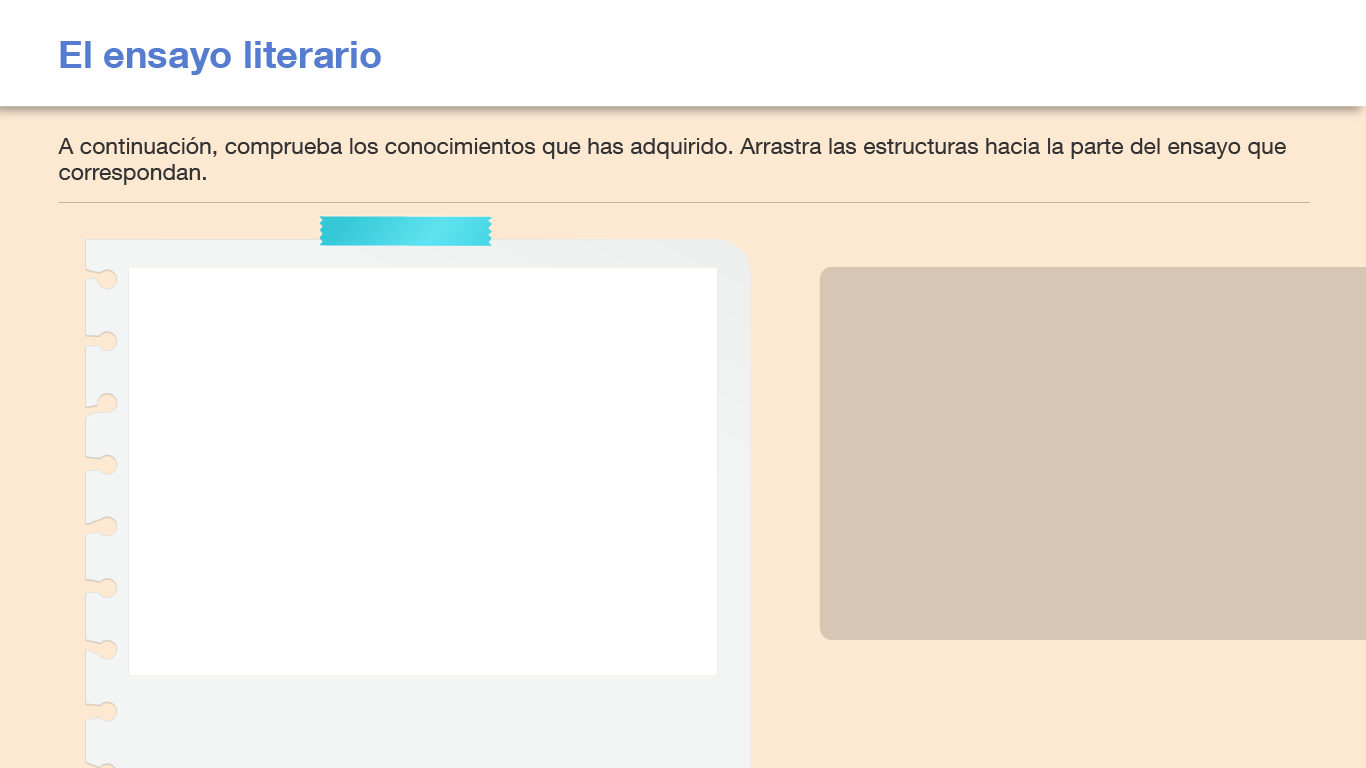 El ensayo literario
A continuación, comprueba los conocimientos que has adquirido. Arrastra las estructuras hacia la parte del ensayo que
correspondan.